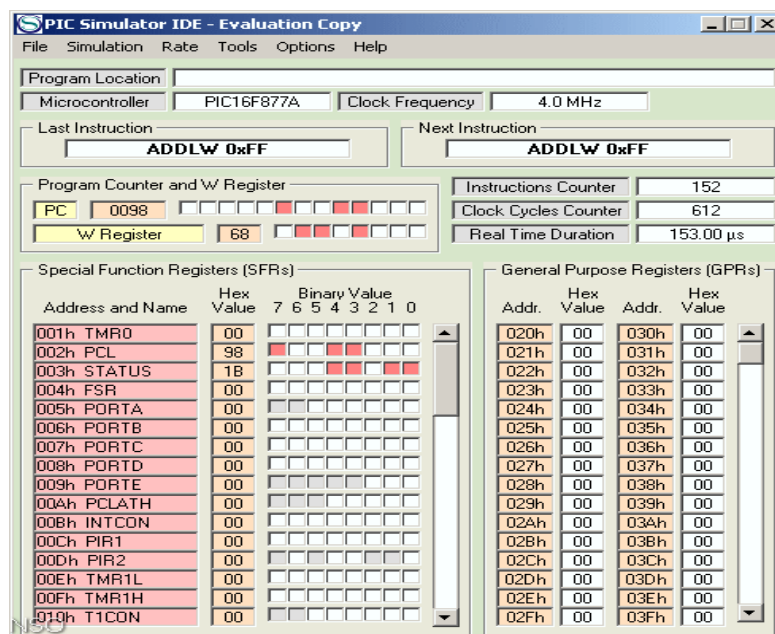 PIC Simulator IDE - Evaluation Copy
File Simulation Rate Tools Options Help
Program Location
Microcontroller PIC16F877A Clock Frequency 4.0 MHz
Last Instruction Next Instruction
ADDLW 0xFF ADDLW 0xFF
Program Counter and W Register Instructions Counter 152
PC 0098 Clock Cycles Counter 612
W Register 68 Real Time Duration 153.00 µs
Special Function Registers (SFRs) General Purpose Registers (GPRs)
Hex Binary Value Hex Hex
Address and Name Value 7 6 5 4 3 2 1 0 Addr. Value Addr. Value
001h TMR0 00 020h 00 030h 00
002h PCL 98 021h 00 031h 00
003h STATUS 1B 022h 00 032h 00
004h FSR 00 023h 00 033h 00
005h PORTA 00 024h 00 034h 00
006h PORTB 00 025h 00 035h 00
007h PORTC 00 026h 00 036h 00
008h PORTD 00 027h 00 037h 00
009h PORTE 00 028h 00 038h 00
00Ah PCLATH 00 029h 00 039h 00
00Bh INTCON 00 02Ah 00 03Ah 00
00Ch PIR1 00 02Bh 00 03Bh 00
00Dh PIR2 00 02Ch 00 03Ch 00
00Eh TMR1L 00 02Dh 00 03Dh 00
00Fh TMR1H 00 02Eh 00 03Eh 00
010h T1CON 00 02Fh 00 03Fh 00